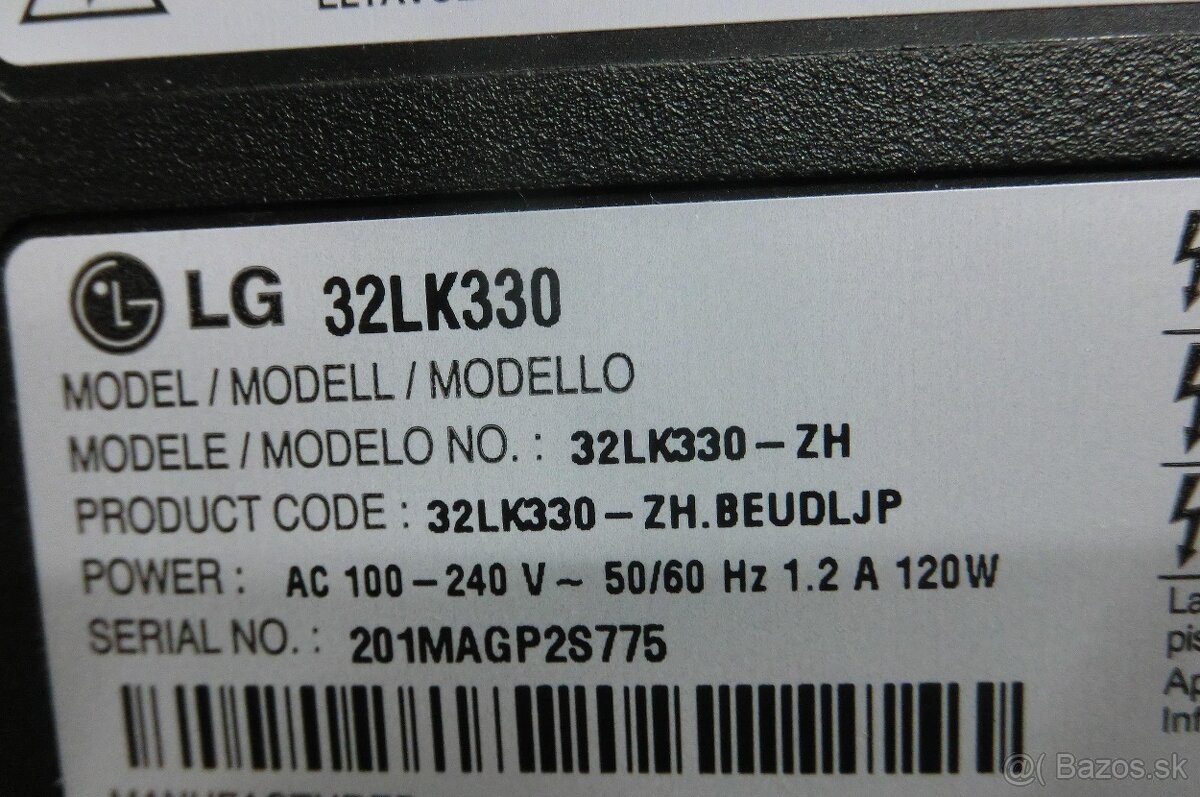 LG 32LK330
MODEL / MODELL / MODELLO
MODELE / MODELO NO. : 32LK330-ZH
PRODUCT CODE : 32LK330-ZH.BEUDLJP
POWER : AC 100-240 V~ 50/60 Hz 1.2 A 120W
SERIAL NO. : 201MAGP2S775
La
pis
Ap
Inf
@( Bazos.sk